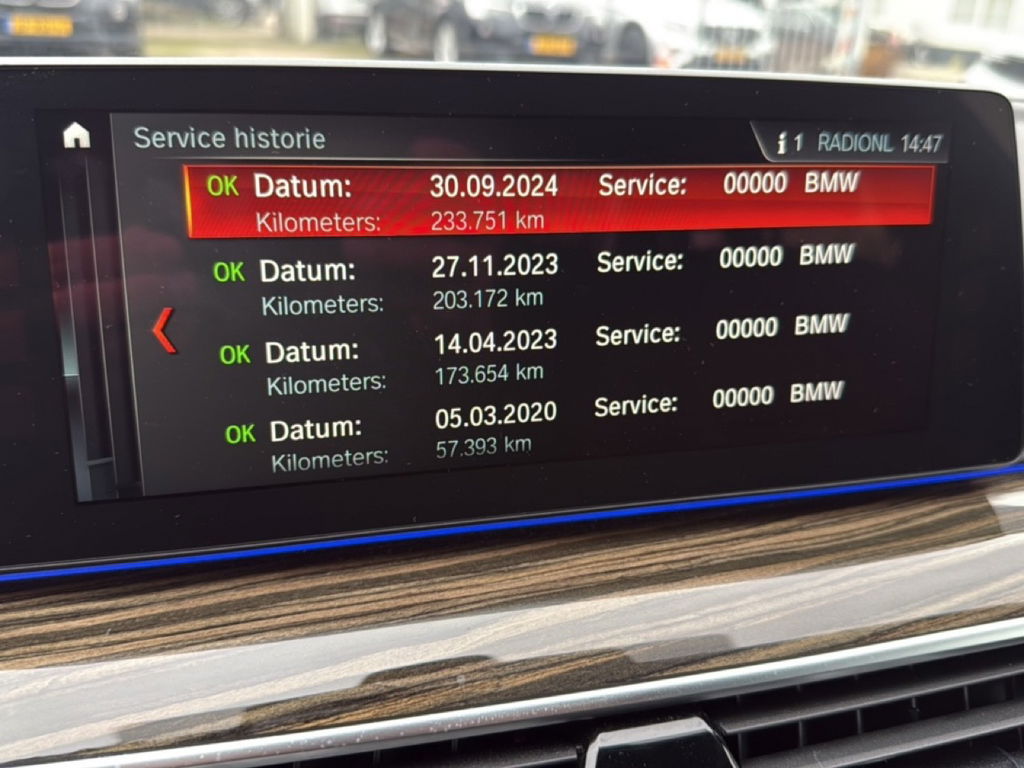 Service historie
1 RADIONL 14:47
OK Datum: 30.09.2024 Service: 00000 BMW
Kilometers: 233.751 km
OK Datum: 27.11.2023 Service: 00000 BMW
Kilometers: 203.172 km
OK Datum: 14.04.2023 Service: 00000 BMW
Kilometers: 173.654 km
OK Datum: 05.03.2020 Service: 00000 BMW
Kilometers: 57.393 km